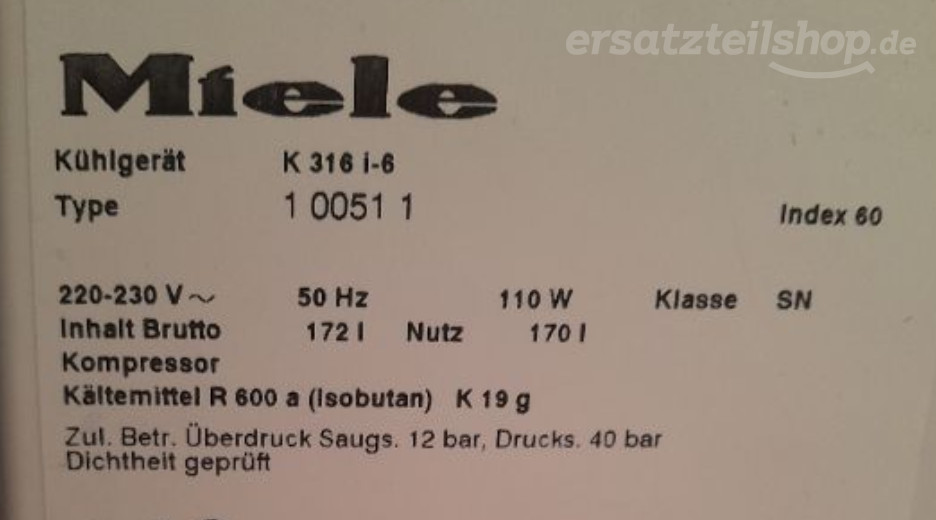 ersatzteilshop.de
Miele
Kühlgerät K 316 i-6
Type 1 0051 1 Index 60
220-230 V~ 50 Hz 110 W Klasse SN
Inhalt Brutto 172 l Nutz 170 l
Kompressor
Kältemittel R 600 a (Isobutan) K 19 g
Zul. Betr. Überdruck Saugs. 12 bar, Drucks. 40 bar
Dichtheit geprüft